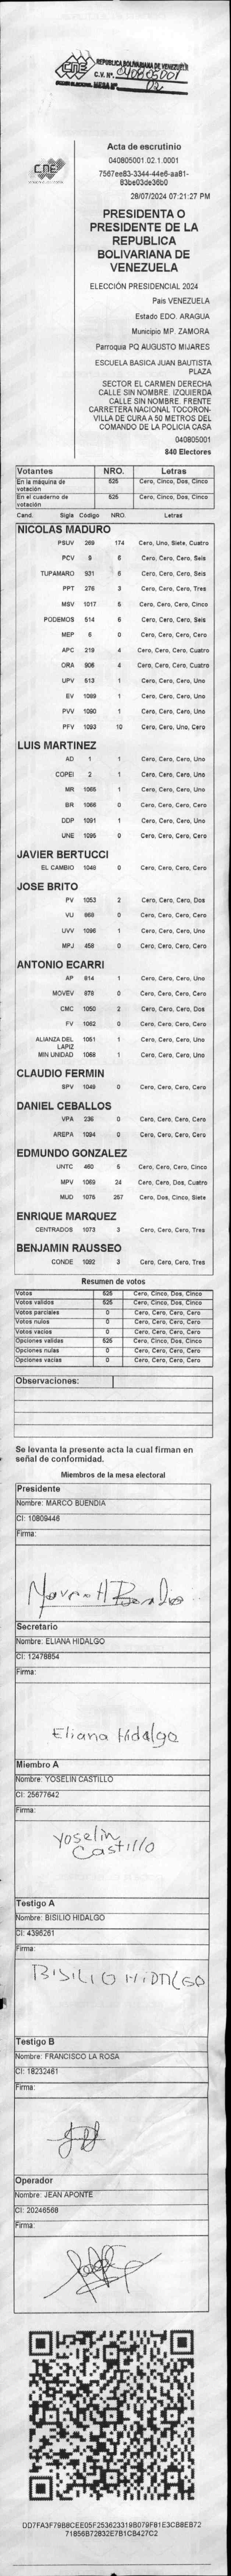 CNE
REPUBLICA BOLIVARIANA DE VENEZUELA
C.V. Nº. 040805001
MESA Nº. 02
CNE
Acta de escrutinio
040805001.02.1.0001
7567ee83-3344-44e6-aa81-
83be03de36b0
28/07/2024 07:21:27 PM
PRESIDENTA O
PRESIDENTE DE LA
REPUBLICA
BOLIVARIANA DE
VENEZUELA
ELECCIÓN PRESIDENCIAL 2024
Pais VENEZUELA
Estado EDO. ARAGUA
Municipio MP. ZAMORA
Parroquia PQ AUGUSTO MIJARES
ESCUELA BASICA JUAN BAUTISTA
PLAZA
SECTOR EL CARMEN DERECHA
CALLE SIN NOMBRE. IZQUIERDA
CALLE SIN NOMBRE. FRENTE
CARRETERA NACIONAL TOCORON-
VILLA DE CURA A 50 METROS DEL
COMANDO DE LA POLICIA CASA
040805001
840 Electores
Votantes NRO. Letras
En la máquina de votación 525 Cero, Cinco, Dos, Cinco
En el cuaderno de votación 525 Cero, Cinco, Dos, Cinco
Cand. Sigla Código NRO. Letras
NICOLAS MADURO
PSUV 269 174 Cero, Uno, Siete, Cuatro
PCV 9 6 Cero, Cero, Cero, Seis
TUPAMARO 931 6 Cero, Cero, Cero, Seis
PPT 276 3 Cero, Cero, Cero, Tres
MSV 1017 5 Cero, Cero, Cero, Cinco
PODEMOS 514 6 Cero, Cero, Cero, Seis
MEP 6 0 Cero, Cero, Cero, Cero
APC 219 4 Cero, Cero, Cero, Cuatro
ORA 906 4 Cero, Cero, Cero, Cuatro
UPV 513 1 Cero, Cero, Cero, Uno
EV 1089 1 Cero, Cero, Cero, Uno
PVV 1090 1 Cero, Cero, Cero, Uno
PFV 1093 10 Cero, Cero, Uno, Cero
LUIS MARTINEZ
AD 1 1 Cero, Cero, Cero, Uno
COPEI 2 1 Cero, Cero, Cero, Uno
MR 1065 1 Cero, Cero, Cero, Uno
BR 1066 0 Cero, Cero, Cero, Cero
DDP 1091 1 Cero, Cero, Cero, Uno
UNE 1095 0 Cero, Cero, Cero, Cero
JAVIER BERTUCCI
EL CAMBIO 1048 0 Cero, Cero, Cero, Cero
JOSE BRITO
PV 1053 2 Cero, Cero, Cero, Dos
VU 868 0 Cero, Cero, Cero, Cero
UVV 1096 1 Cero, Cero, Cero, Uno
MPJ 458 0 Cero, Cero, Cero, Cero
ANTONIO ECARRI
AP 814 1 Cero, Cero, Cero, Uno
MOVEV 979 0 Cero, Cero, Cero, Cero
CMC 1050 2 Cero, Cero, Cero, Dos
FV 1062 0 Cero, Cero, Cero, Cero
ALIANZA DEL LAPIZ 1051 1 Cero, Cero, Cero, Uno
MIN UNIDAD 1068 1 Cero, Cero, Cero, Uno
CLAUDIO FERMIN
SPV 1049 0 Cero, Cero, Cero, Cero
DANIEL CEBALLOS
VPA 236 0 Cero, Cero, Cero, Cero
AREPA 1094 0 Cero, Cero, Cero, Cero
EDMUNDO GONZALEZ
UNTC 460 5 Cero, Cero, Cero, Cinco
MPV 1069 24 Cero, Cero, Dos, Cuatro
MUD 1075 257 Cero, Dos, Cinco, Siete
ENRIQUE MARQUEZ
CENTRADOS 1073 3 Cero, Cero, Cero, Tres
BENJAMIN RAUSSEO
CONDE 1092 3 Cero, Cero, Cero, Tres
Resumen de votos
Votos 525 Cero, Cinco, Dos, Cinco
Votos validos 525 Cero, Cinco, Dos, Cinco
Votos parciales 0 Cero, Cero, Cero, Cero
Votos nulos 0 Cero, Cero, Cero, Cero
Votos vacios 0 Cero, Cero, Cero, Cero
Opciones validas 525 Cero, Cinco, Dos, Cinco
Opciones nulas 0 Cero, Cero, Cero, Cero
Opciones vacias 0 Cero, Cero, Cero, Cero
Observaciones:
Se levanta la presente acta la cual firman en
señal de conformidad.
Miembros de la mesa electoral
Presidente
Nombre: MARCO BUENDIA
CI: 10809446
Firma:
Secretario
Nombre: ELIANA HIDALGO
CI: 12478854
Firma:
Eliana Hidalgo
Miembro A
Nombre: YOSELIN CASTILLO
CI: 25677642
Firma:
Yoselin
Castillo
Testigo A
Nombre: BISILIO HIDALGO
CI: 4396261
Firma:
BISILIO HIDALGO
Testigo B
Nombre: FRANCISCO LA ROSA
CI: 18232461
Firma:
Operador
Nombre: JEAN APONTE
CI: 20246568
Firma:
DD7FA3F79B8CEE05F253623319B079F81E3CB8EB72
71856B72832E7B1CB427C2